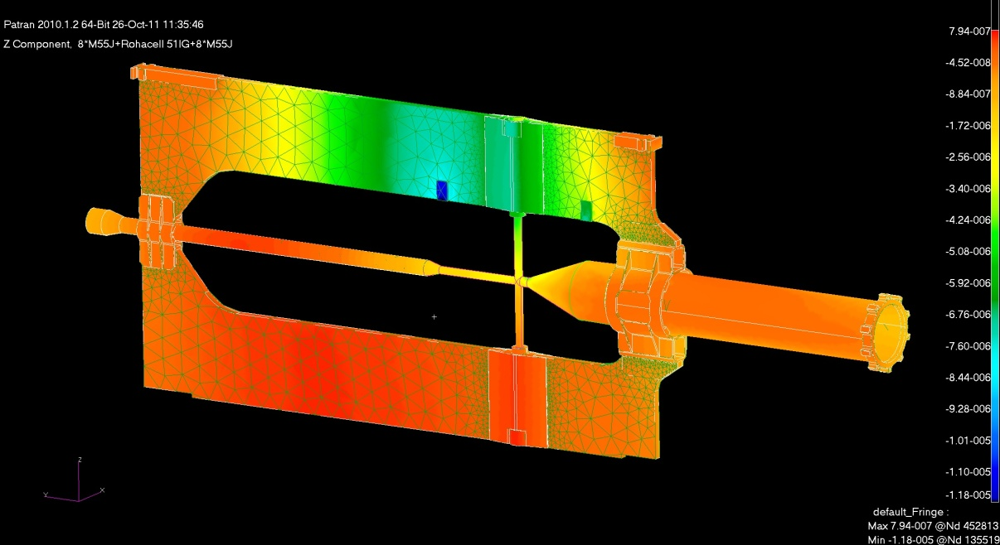 Patran 2010.1.2 64-Bit 26-Oct-11 11:35:46
Z Component, 8*M55J+Rohacell 51IG+8*M55J
7.94-007
-4.52-008
-8.84-007
-1.72-006
-2.56-006
-3.40-006
-4.24-006
-5.08-006
-5.92-006
-6.76-006
-7.60-006
-8.44-006
-9.28-006
-1.01-005
-1.10-005
-1.18-005
Z
Y
X
Y
default_Fringe :
Max 7.94-007 @Nd 452813
Min -1.18-005 @Nd 135519